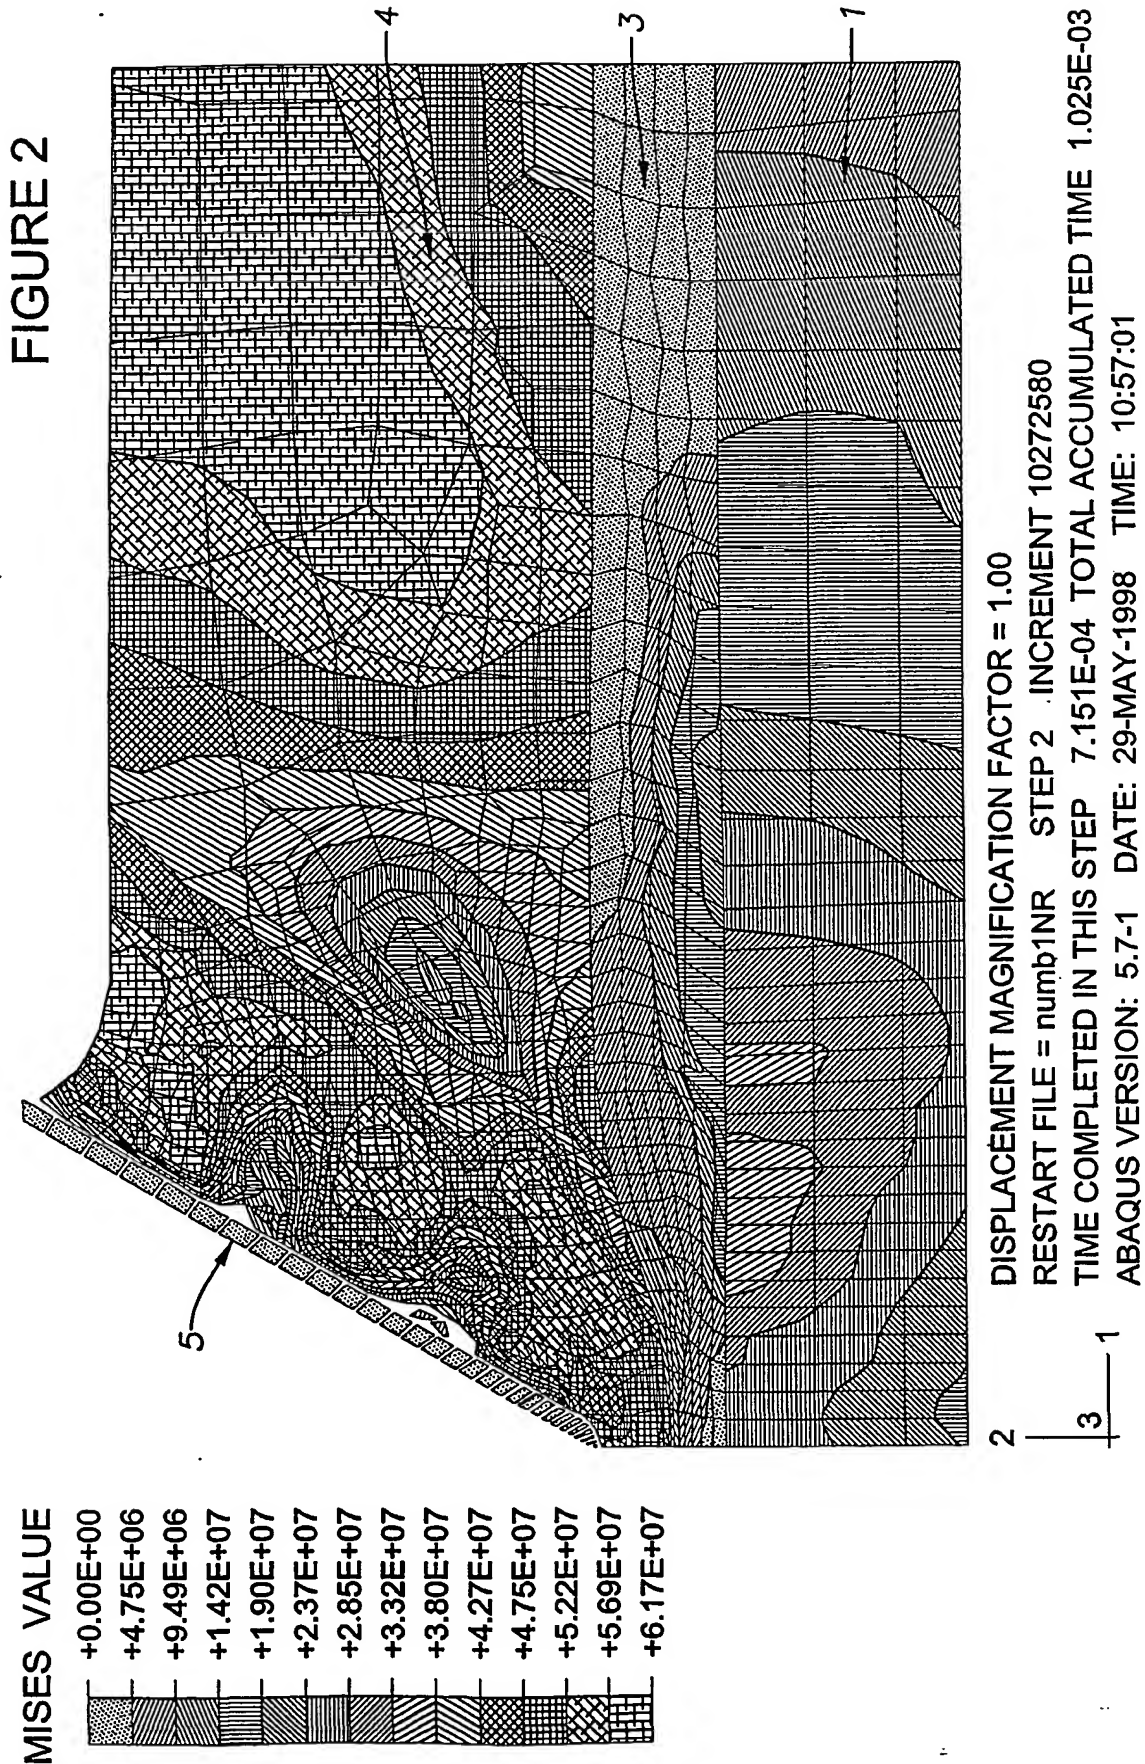 FIGURE 2
MISES VALUE
+0.00E+00
+4.75E+06
+9.49E+06
+1.42E+07
+1.90E+07
+2.37E+07
+2.85E+07
+3.32E+07
+3.80E+07
+4.27E+07
+4.75E+07
+5.22E+07
+5.69E+07
+6.17E+07
5
4
3
1
2
3
1
DISPLACEMENT MAGNIFICATION FACTOR = 1.00
RESTART FILE = numb1NR STEP 2 INCREMENT 10272580
TIME COMPLETED IN THIS STEP 7.151E-04 TOTAL ACCUMULATED TIME 1.025E-03
ABAQUS VERSION: 5.7-1 DATE: 29-MAY-1998 TIME: 10:57:01